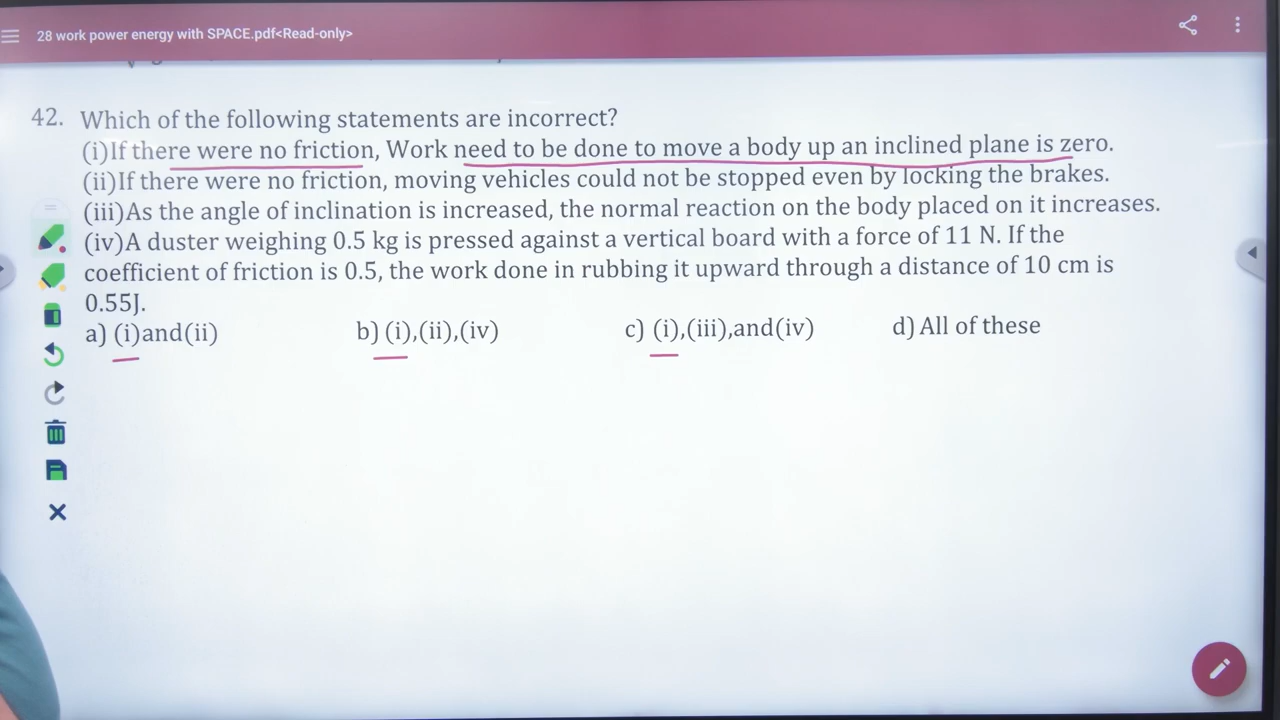 28 work power energy with SPACE.pdf<Read-only>
42. Which of the following statements are incorrect?
(i)If there were no friction, Work need to be done to move a body up an inclined plane is zero.
(ii)If there were no friction, moving vehicles could not be stopped even by locking the brakes.
(iii)As the angle of inclination is increased, the normal reaction on the body placed on it increases.
(iv)A duster weighing 0.5 kg is pressed against a vertical board with a force of 11 N. If the
coefficient of friction is 0.5, the work done in rubbing it upward through a distance of 10 cm is
0.55J.
a) (i)and(ii) b) (i),(ii),(iv) c) (i),(iii),and(iv) d) All of these